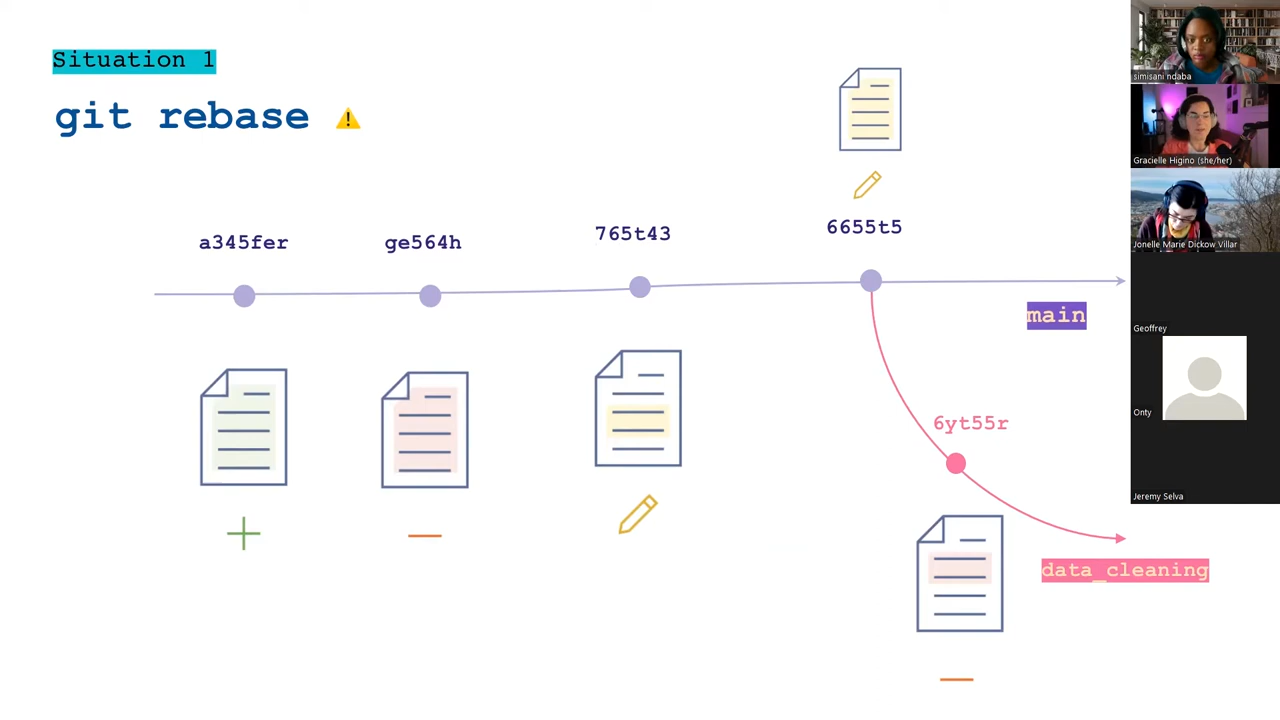 Situation 1
git rebase
a345fer
ge564h
765t43
6655t5
main
6yt55r
data_cleaning
simisani ndaba
Gracielle Higino (she/her)
Jonelle Marie Dickow Villar
Geoffrey
Onty
Jeremy Selva